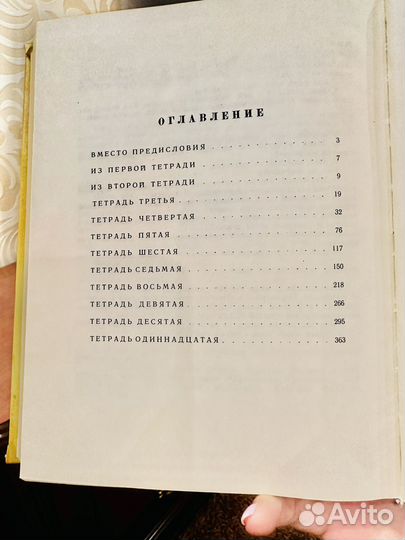 ОГЛАВЛЕНИЕ
ВМЕСТО ПРЕДИСЛОВИЯ . . . . . . . . . . 3
ИЗ ПЕРВОЙ ТЕТРАДИ . . . . . . . . . . 7
ИЗ ВТОРОЙ ТЕТРАДИ . . . . . . . . . . 9
ТЕТРАДЬ ТРЕТЬЯ . . . . . . . . . . 19
ТЕТРАДЬ ЧЕТВЕРТАЯ . . . . . . . . . . 32
ТЕТРАДЬ ПЯТАЯ . . . . . . . . . . 76
ТЕТРАДЬ ШЕСТАЯ . . . . . . . . . . 117
ТЕТРАДЬ СЕДЬМАЯ . . . . . . . . . . 150
ТЕТРАДЬ ВОСЬМАЯ . . . . . . . . . . 218
ТЕТРАДЬ ДЕВЯТАЯ . . . . . . . . . . 266
ТЕТРАДЬ ДЕСЯТАЯ . . . . . . . . . . 295
ТЕТРАДЬ ОДИННАДЦАТАЯ . . . . . . . . . . 363
Avito